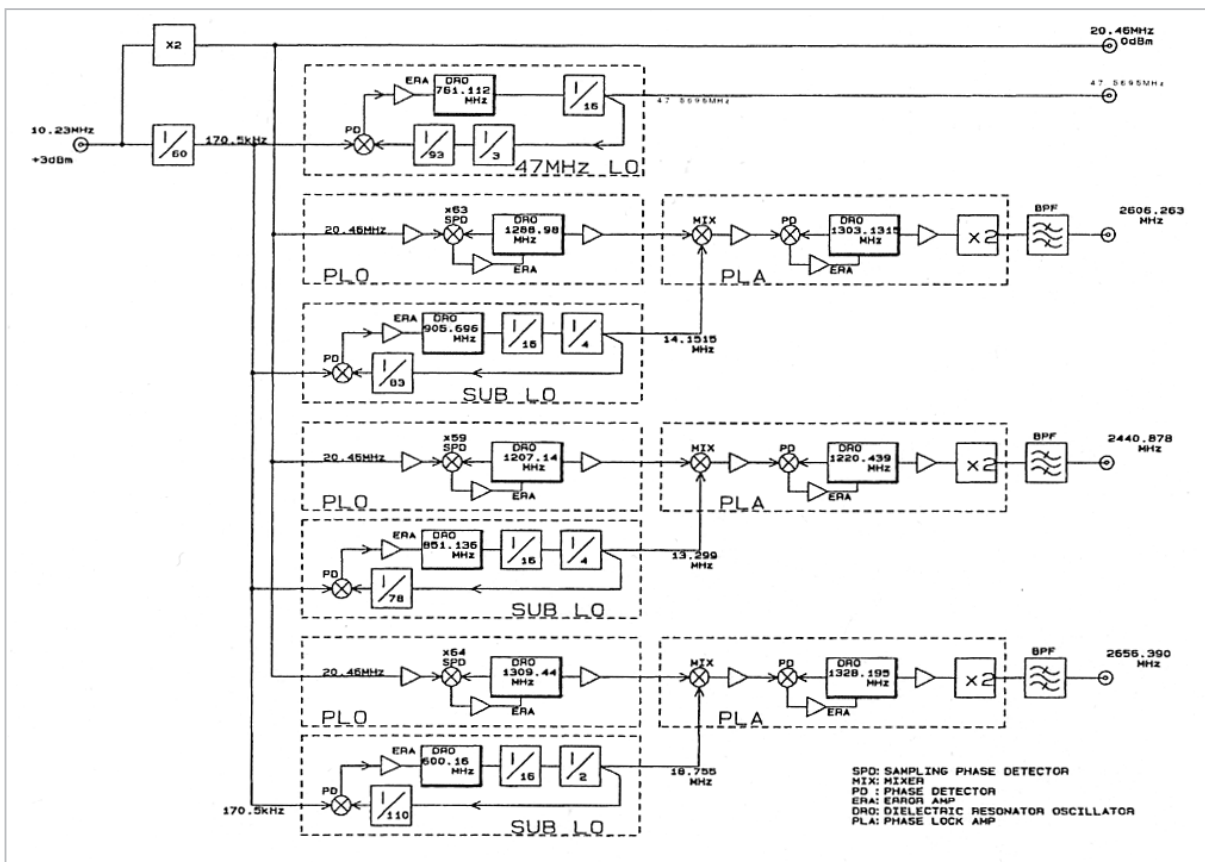 20.46MHz
0dBm
X2
10.23MHz
+3dBm
1/60
170.5kHz
ERA
DRO
761.112
MHz
1/16
47.5695MHz
47.5695MHz
PD
1/93
1/3
47MHz LO
20.46MHz
x63
SPD
DRO
1288.98
MHz
ERA
PLO
MIX
PD
DRO
1303.1315
MHz
ERA
x2
PLA
BPF
2606.263
MHz
ERA
DRO
905.696
MHz
1/16
1/4
14.1515
MHz
PD
1/83
SUB LO
20.46MHz
x59
SPD
DRO
1207.14
MHz
ERA
PLO
MIX
PD
DRO
1220.439
MHz
ERA
x2
PLA
BPF
2440.878
MHz
ERA
DRO
851.136
MHz
1/16
1/4
13.299
MHz
PD
1/78
SUB LO
20.46MHz
x64
SPD
DRO
1309.44
MHz
ERA
PLO
MIX
PD
DRO
1328.195
MHz
ERA
x2
PLA
BPF
2656.390
MHz
ERA
DRO
600.16
MHz
1/16
1/2
18.755
MHz
170.5kHz
PD
1/110
SUB LO
SPD: SAMPLING PHASE DETECTOR
MIX: MIXER
PD : PHASE DETECTOR
ERA: ERROR AMP
DRO: DIELECTRIC RESONATOR OSCILLATOR
PLA: PHASE LOCK AMP